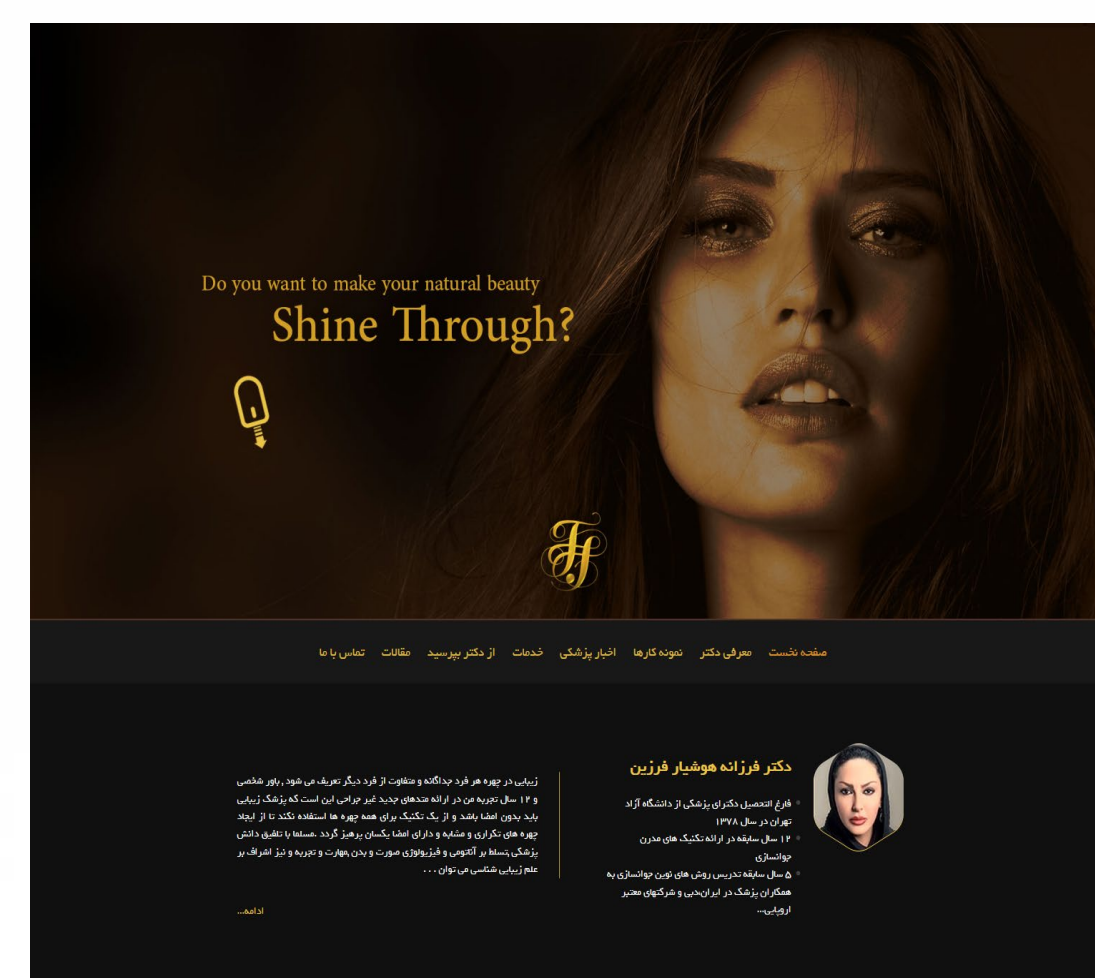 Do you want to make your natural beauty
Shine Through?
FH
صفحه نخست معرفی دکتر نمونه کارها اخبار پزشکی خدمات از دکتر بپرسید مقالات تماس با ما
دکتر فرزانه هوشیار فرزین
فارغ التحصیل دکترای پزشکی از دانشگاه آزاد
تهران در سال ۱۳۷۸
۱۲ سال سابقه در ارائه تکنیک های مدرن
جوانسازی
۵ سال سابقه تدریس روش های نوین جوانسازی به
همکاران پزشک در ایران،دبی و شرکتهای معتبر
اروپایی...
زیبایی در چهره هر فرد جداگانه و متفاوت از فرد دیگر تعریف می شود , باور شخصی
و ۱۲ سال تجربه من در ارائه متدهای جدید غیر جراحی این است که پزشک زیبایی
باید بدون امضا باشد و از یک تکنیک برای همه چهره ها استفاده نکند تا از ایجاد
چهره های تکراری و مشابه و دارای امضا یکسان پرهیز گردد .مسلما با تلفیق دانش
پزشکی ,تسلط بر آناتومی و فیزیولوژی صورت و بدن ,مهارت و تجربه و نیز اشراف بر
علم زیبایی شناسی می توان . . .
ادامه...